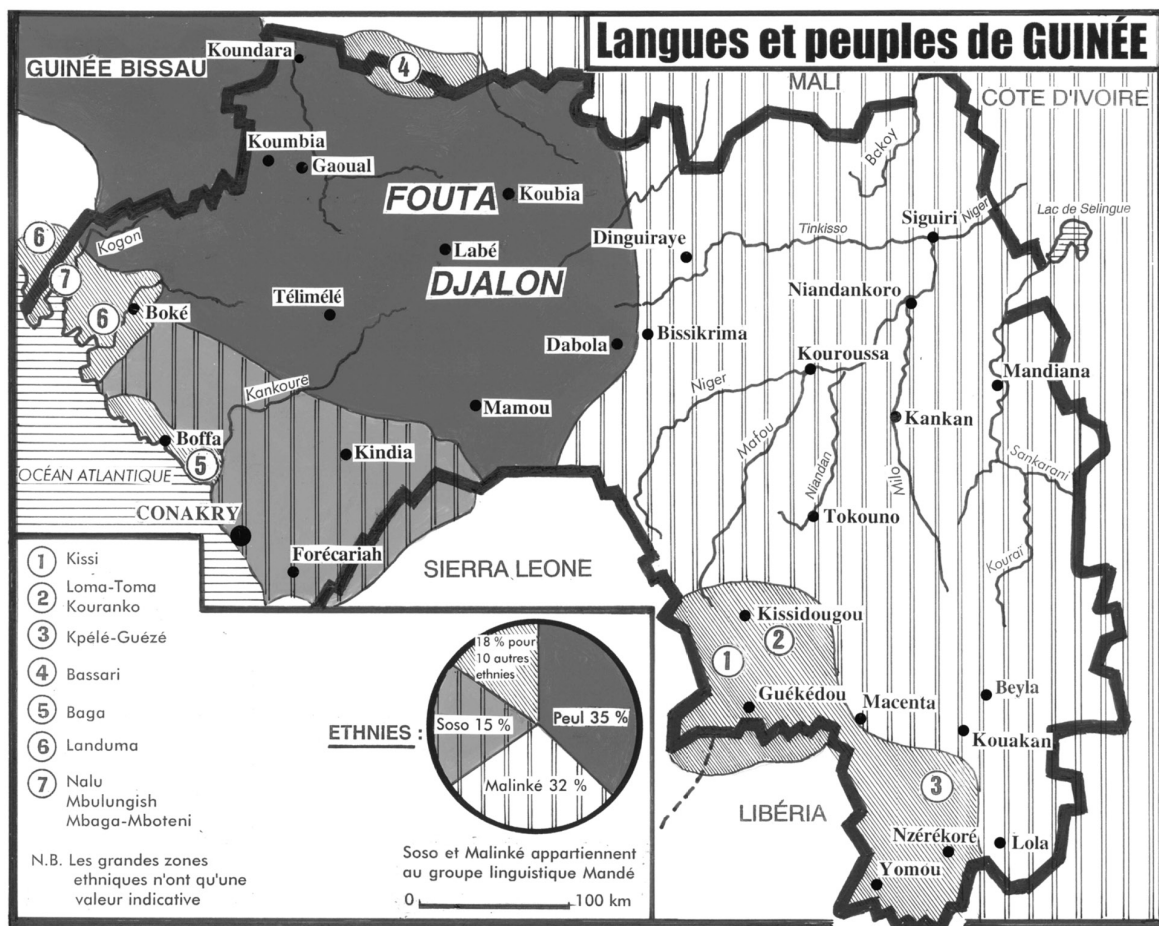 Langues et peuples de GUINÉE
GUINÉE BISSAU
Koundara
4
MALI
CÔTE D'IVOIRE
Bckoy
Koumbia
Gaoual
FOUTA
Koubia
Siguiri
Niger
Lac de Selingue
6
Kogon
Dinguiraye
Tinkisso
Labé
7
DJALON
6
Boké
Télimélé
Niandankoro
Dabola
Bissikrima
Kouroussa
Kankoure
Niger
Mandiana
Mamou
Kankan
Boffa
Mafou
5
Kindia
Niandan
Milo
Sankarani
OCÉAN ATLANTIQUE
CONAKRY
Tokouno
Forécariah
SIERRA LEONE
Kouraï
Kissidougou
2
1
Guékédou
Macenta
Beyla
Kouakan
3
LIBÉRIA
Nzérékoré
Lola
Yomou
1 Kissi
2 Loma-Toma
Kouranko
3 Kpélé-Guézé
4 Bassari
5 Baga
6 Landuma
7 Nalu
Mbulungish
Mbaga-Mboteni
N.B. Les grandes zones
ethniques n'ont qu'une
valeur indicative
ETHNIES :
18 % pour
10 autres
ethnies
Peul 35 %
Soso 15 %
Malinké 32 %
Soso et Malinké appartiennent
au groupe linguistique Mandé
0 100 km